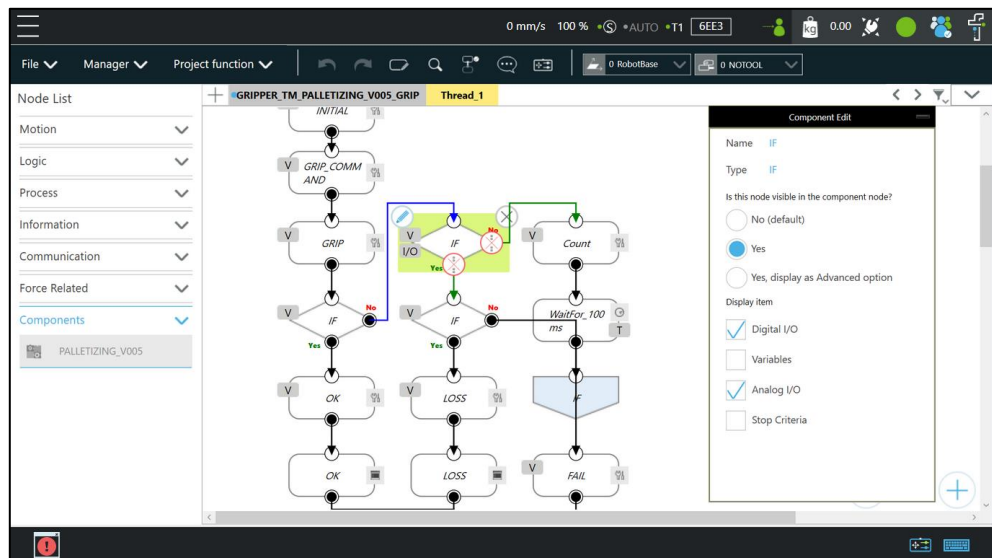 0 mm/s 100 % S AUTO T1 6EE3 kg 0.00
File Manager Project function 0 RobotBase 0 NOTOOL
Node List
GRIPPER_TM_PALLETIZING_V005_GRIP Thread_1
Motion
Logic
Process
Information
Communication
Force Related
Components
PALLETIZING_V005
INITIAL
V GRIP_COMM
AND
V GRIP
V IF No
I/O Yes
V Count
V IF No
Yes
V IF No
Yes
WaitFor_100
ms T
V OK
V LOSS
IF
OK
LOSS
V FAIL
Component Edit
Name IF
Type IF
Is this node visible in the component node?
No (default)
Yes
Yes, display as Advanced option
Display item
Digital I/O
Variables
Analog I/O
Stop Criteria